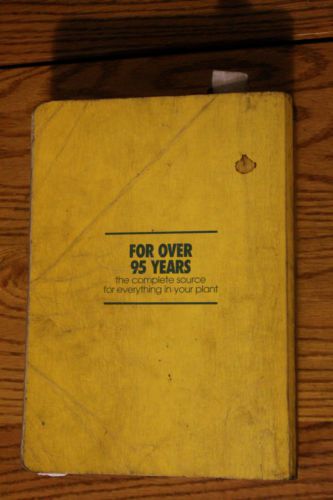 FOR OVER
95 YEARS
the complete source
for everything in your plant